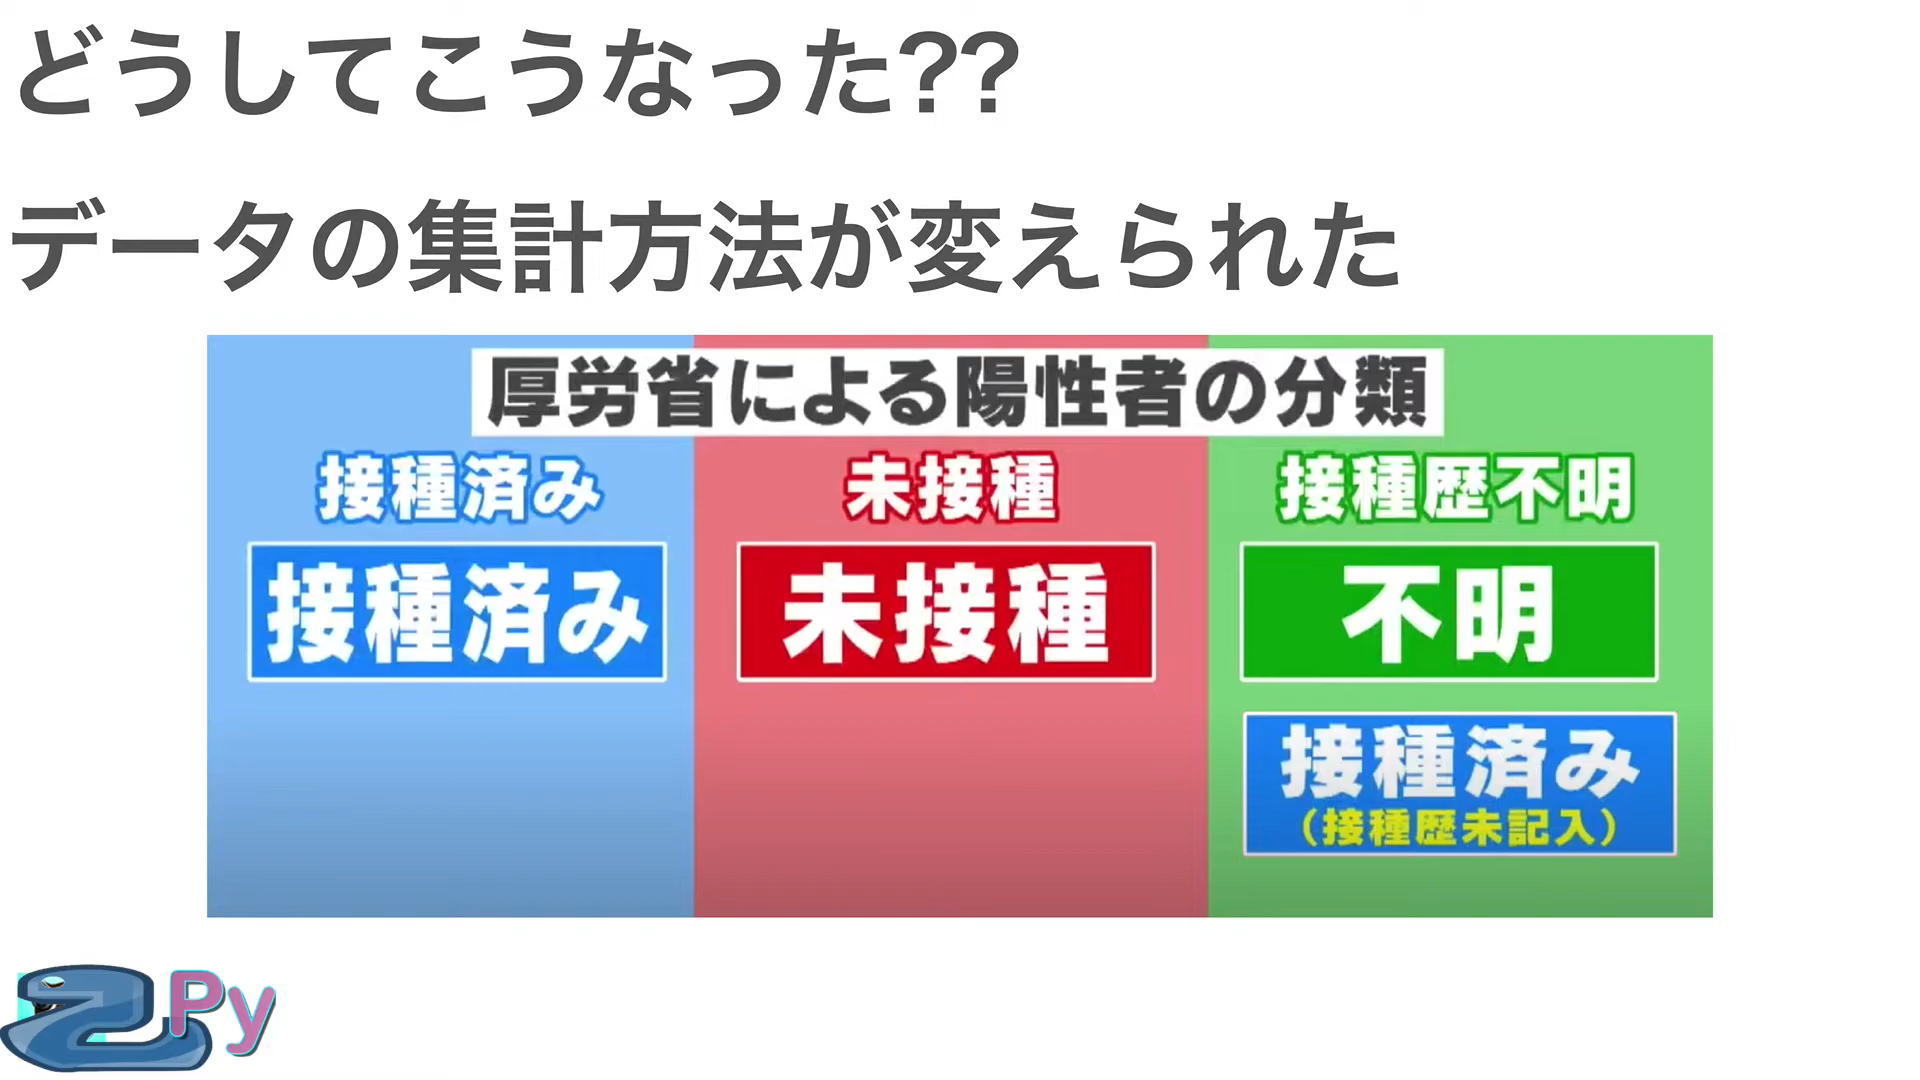 どうしてこうなった??
データの集計方法が変えられた
厚労省による陽性者の分類
接種済み 未接種 接種歴不明
接種済み 未接種 不明
接種済み
（接種歴未記入）
Py